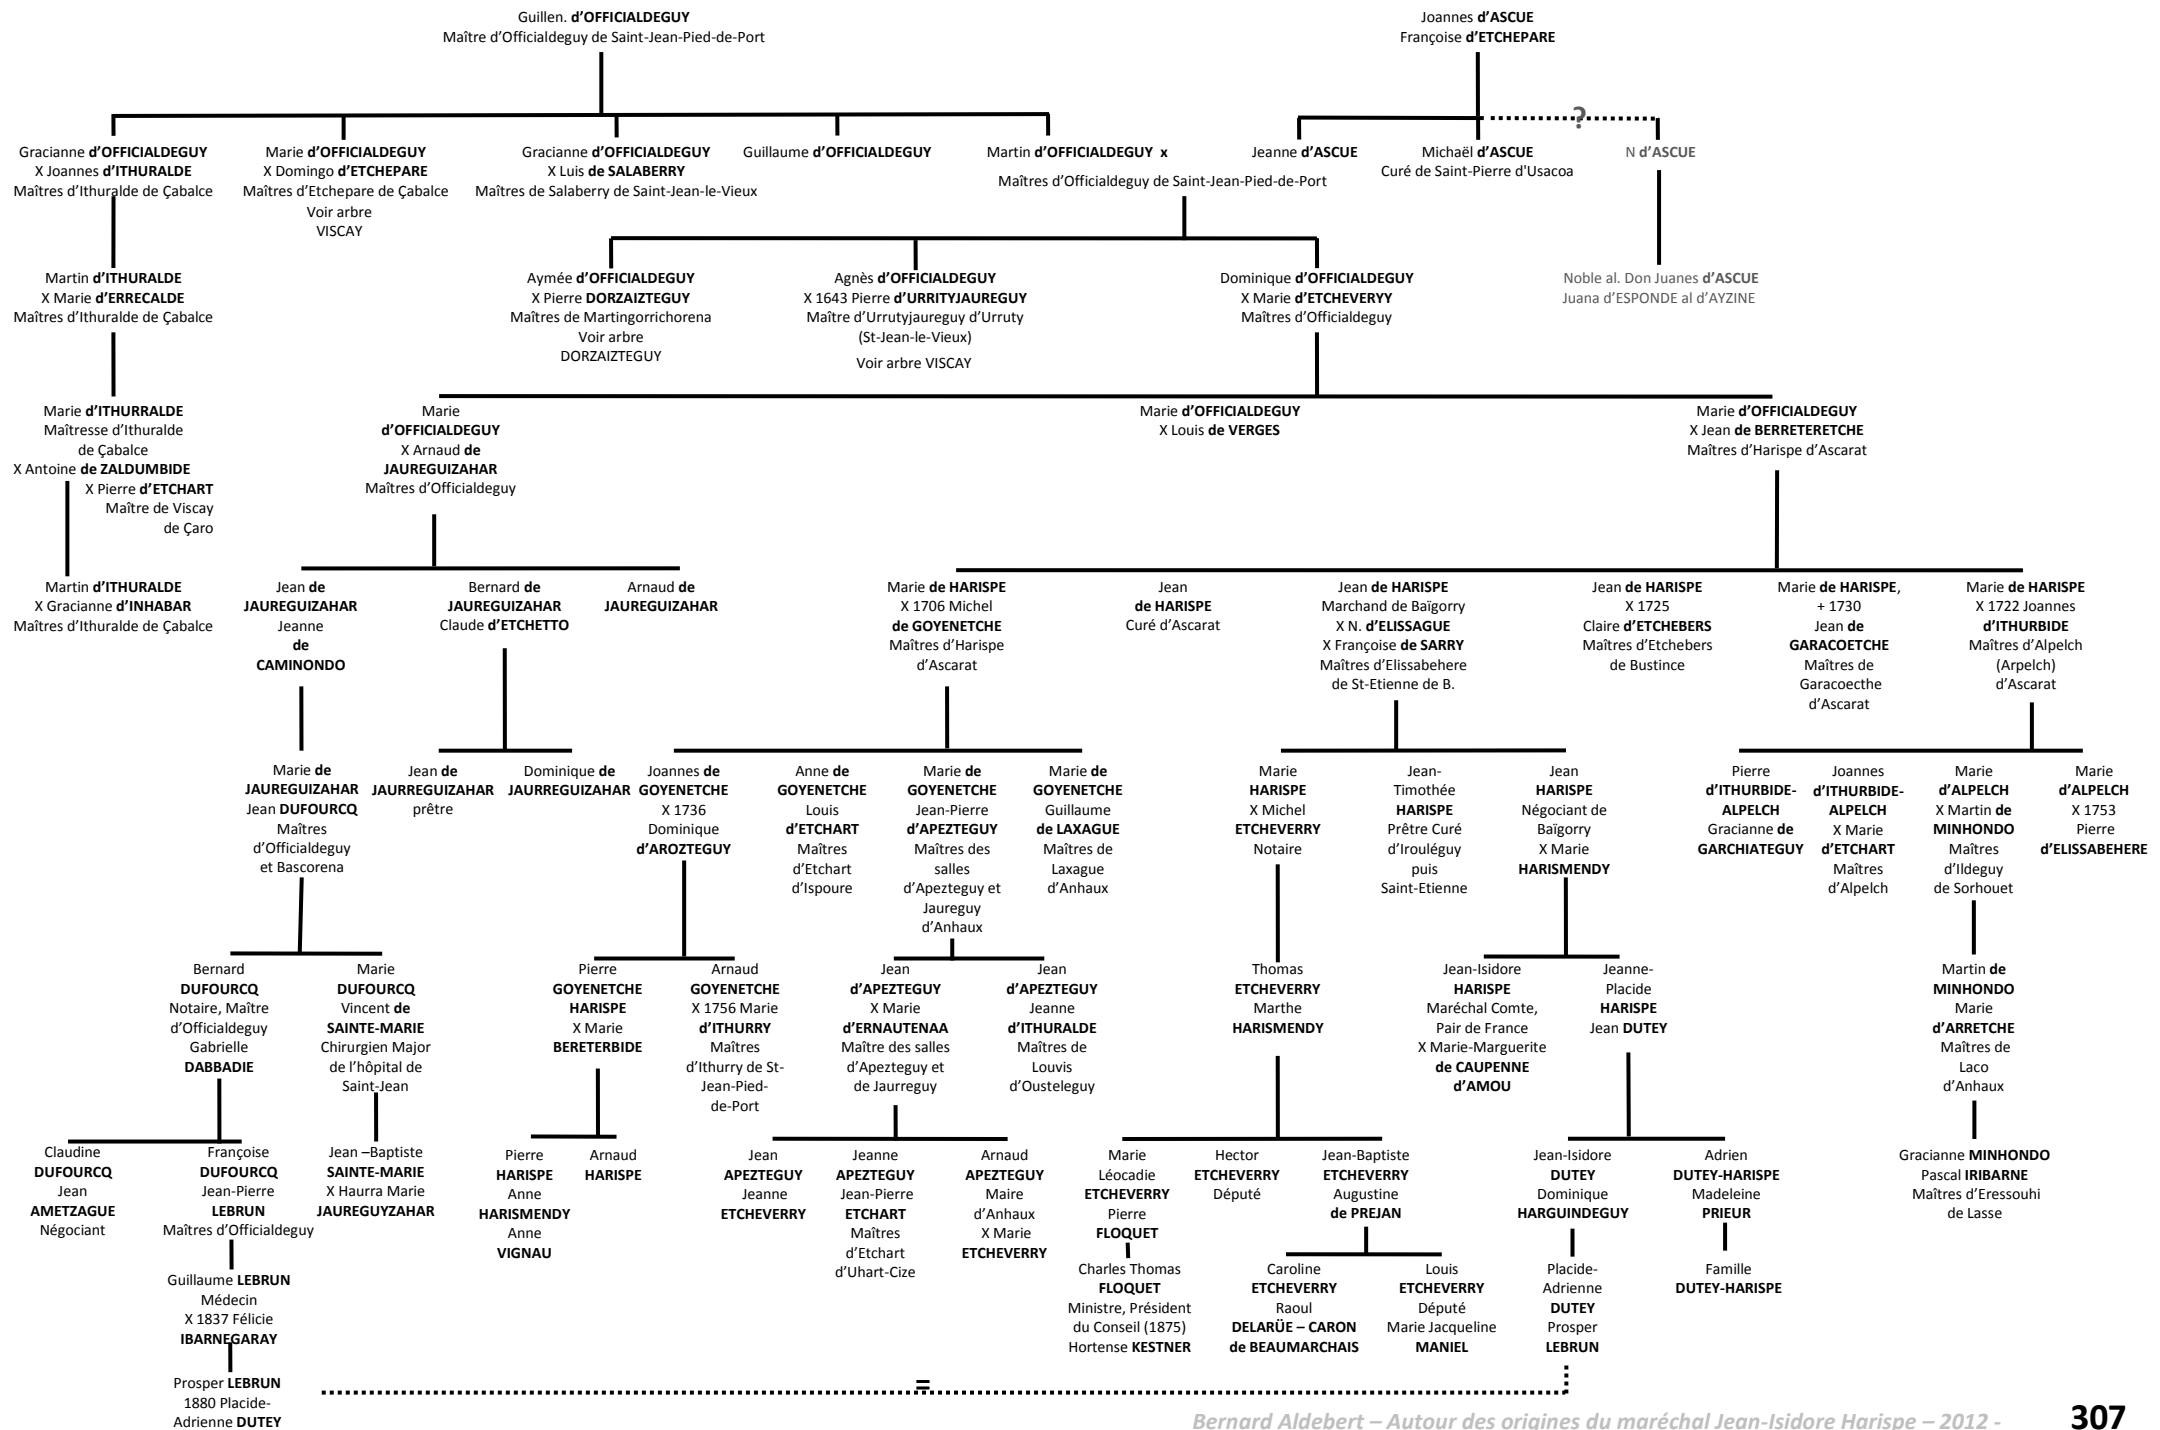 Guillen. d'OFFICIALDEGUY
Maître d'Officialdeguy de Saint-Jean-Pied-de-Port
Joannes d'ASCUE
Françoise d'ETCHEPARE
?
Gracianne d'OFFICIALDEGUY
X Joannes d'ITHURALDE
Maîtres d'Ithuralde de Çabalce
Marie d'OFFICIALDEGUY
X Domingo d'ETCHEPARE
Maîtres d'Etchepare de Çabalce
Voir arbre
VISCAY
Gracianne d'OFFICIALDEGUY
X Luis de SALABERRY
Maîtres de Salaberry de Saint-Jean-le-Vieux
Guillaume d'OFFICIALDEGUY
Martin d'OFFICIALDEGUY x
Maîtres d'Officialdeguy de Saint-Jean-Pied-de-Port
Jeanne d'ASCUE
Michaël d'ASCUE
Curé de Saint-Pierre d'Usacoa
N d'ASCUE
Martin d'ITHURALDE
X Marie d'ERRECALDE
Maîtres d'Ithuralde de Çabalce
Aymée d'OFFICIALDEGUY
X Pierre DORZAIZTEGUY
Maîtres de Martingorrichorena
Voir arbre
DORZAIZTEGUY
Agnès d'OFFICIALDEGUY
X 1643 Pierre d'URRITYJAUREGUY
Maître d'Urrutyjaureguy d'Urruty
(St-Jean-le-Vieux)
Voir arbre VISCAY
Dominique d'OFFICIALDEGUY
X Marie d'ETCHEVERYY
Maîtres d'Officialdeguy
Noble al. Don Juanes d'ASCUE
Juana d'ESPONDE al d'AYZINE
Marie d'ITHURRALDE
Maîtresse d'Ithuralde
de Çabalce
X Antoine de ZALDUMBIDE
X Pierre d'ETCHART
Maître de Viscay
de Çaro
Marie
d'OFFICIALDEGUY
X Arnaud de
JAUREGUIZAHAR
Maîtres d'Officialdeguy
Marie d'OFFICIALDEGUY
X Louis de VERGES
Marie d'OFFICIALDEGUY
X Jean de BERRETERETCHE
Maîtres d'Harispe d'Ascarat
Martin d'ITHURALDE
X Gracianne d'INHABAR
Maîtres d'Ithuralde de Çabalce
Jean de
JAUREGUIZAHAR
Jeanne
de
CAMINONDO
Bernard de
JAUREGUIZAHAR
Claude d'ETCHETTO
Arnaud de
JAUREGUIZAHAR
Marie de HARISPE
X 1706 Michel
de GOYENETCHE
Maîtres d'Harispe
d'Ascarat
Jean
de HARISPE
Curé d'Ascarat
Jean de HARISPE
Marchand de Baïgorry
X N. d'ELISSAGUE
X Françoise de SARRY
Maîtres d'Elissabehere
de St-Etienne de B.
Jean de HARISPE
X 1725
Claire d'ETCHEBERS
Maîtres d'Etchebers
de Bustince
Marie de HARISPE,
+ 1730
Jean de
GARACOETCHE
Maîtres de
Garacoecthe
d'Ascarat
Marie de HARISPE
X 1722 Joannes
d'ITHURBIDE
Maîtres d'Alpelch
(Arpelch)
d'Ascarat
Marie de
JAUREGUIZAHAR
Jean DUFOURCQ
Maîtres
d'Officialdeguy
et Bascorena
Jean de
JAURREGUIZAHAR
prêtre
Dominique de
JAURREGUIZAHAR
Joannes de
GOYENETCHE
X 1736
Dominique
d'AROZTEGUY
Anne de
GOYENETCHE
Louis
d'ETCHART
Maîtres
d'Etchart
d'Ispoure
Marie de
GOYENETCHE
Jean-Pierre
d'APEZTEGUY
Maîtres des
salles
d'Apezteguy et
Jaureguy
d'Anhaux
Marie de
GOYENETCHE
Guillaume
de LAXAGUE
Maîtres de
Laxague
d'Anhaux
Marie
HARISPE
X Michel
ETCHEVERRY
Notaire
Jean-
Timothée
HARISPE
Prêtre Curé
d'Irouléguy
puis
Saint-Etienne
Jean
HARISPE
Négociant de
Baïgorry
X Marie
HARISMENDY
Pierre
d'ITHURBIDE-
ALPELCH
Gracianne de
GARCHIATEGUY
Joannes
d'ITHURBIDE-
ALPELCH
X Marie
d'ETCHART
Maîtres
d'Alpelch
Marie
d'ALPELCH
X Martin de
MINHONDO
Maîtres
d'Ildeguy
de Sorhouet
Marie
d'ALPELCH
X 1753
Pierre
d'ELISSABEHERE
Bernard
DUFOURCQ
Notaire, Maître
d'Officialdeguy
Gabrielle
DABBADIE
Marie
DUFOURCQ
Vincent de
SAINTE-MARIE
Chirurgien Major
de l'hôpital de
Saint-Jean
Pierre
GOYENETCHE
HARISPE
X Marie
BERETERBIDE
Arnaud
GOYENETCHE
X 1756 Marie
d'ITHURRY
Maîtres
d'Ithurry de St-
Jean-Pied-
de-Port
Jean
d'APEZTEGUY
X Marie
d'ERNAUTENAA
Maître des salles
d'Apezteguy et
de Jaurreguy
Jean
d'APEZTEGUY
Jeanne
d'ITHURALDE
Maîtres de
Louvis
d'Ousteleguy
Thomas
ETCHEVERRY
Marthe
HARISMENDY
Jean-Isidore
HARISPE
Maréchal Comte,
Pair de France
X Marie-Marguerite
de CAUPENNE
d'AMOU
Jeanne-
Placide
HARISPE
Jean DUTEY
Martin de
MINHONDO
Marie
d'ARRETCHE
Maîtres de
Laco
d'Anhaux
Claudine
DUFOURCQ
Jean
AMETZAGUE
Négociant
Françoise
DUFOURCQ
Jean-Pierre
LEBRUN
Maîtres d'Officialdeguy
Jean –Baptiste
SAINTE-MARIE
X Haurra Marie
JAUREGUYZAHAR
Pierre
HARISPE
Anne
HARISMENDY
Anne
VIGNAU
Arnaud
HARISPE
Jean
APEZTEGUY
Jeanne
ETCHEVERRY
Jeanne
APEZTEGUY
Jean-Pierre
ETCHART
Maîtres
d'Etchart
d'Uhart-Cize
Arnaud
APEZTEGUY
Maire
d'Anhaux
X Marie
ETCHEVERRY
Marie
Léocadie
ETCHEVERRY
Pierre
FLOQUET
Hector
ETCHEVERRY
Député
Jean-Baptiste
ETCHEVERRY
Augustine
de PREJAN
Jean-Isidore
DUTEY
Dominique
HARGUINDEGUY
Adrien
DUTEY-HARISPE
Madeleine
PRIEUR
Gracianne MINHONDO
Pascal IRIBARNE
Maîtres d'Eressouhi
de Lasse
Guillaume LEBRUN
Médecin
X 1837 Félicie
IBARNEGARAY
Charles Thomas
FLOQUET
Ministre, Président
du Conseil (1875)
Hortense KESTNER
Caroline
ETCHEVERRY
Raoul
DELARÜE – CARON
de BEAUMARCHAIS
Louis
ETCHEVERRY
Député
Marie Jacqueline
MANIEL
Placide-
Adrienne
DUTEY
Prosper
LEBRUN
Famille
DUTEY-HARISPE
Prosper LEBRUN
1880 Placide-
Adrienne DUTEY
=
Bernard Aldebert – Autour des origines du maréchal Jean-Isidore Harispe – 2012 -
307